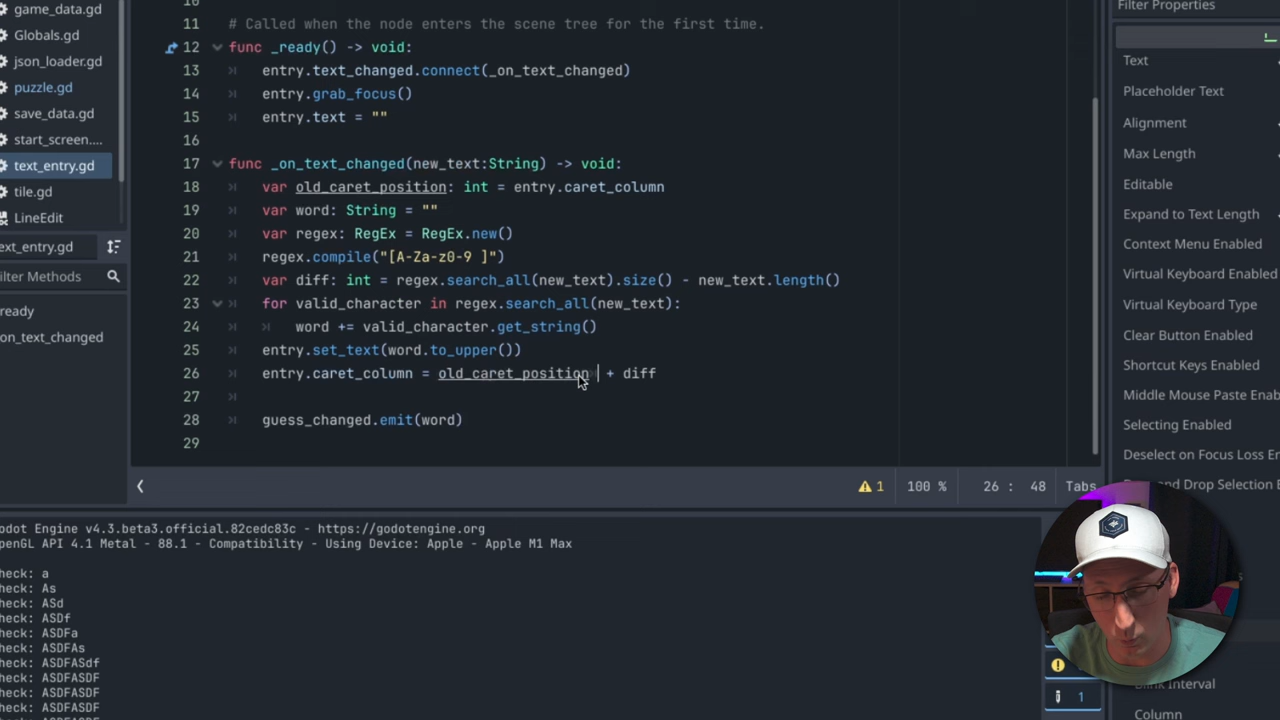 game_data.gd
Globals.gd
json_loader.gd
puzzle.gd
save_data.gd
start_screen....
text_entry.gd
tile.gd
LineEdit
ext_entry.gd
ilter Methods
ready
on_text_changed
10
11 # Called when the node enters the scene tree for the first time.
12 func _ready() -> void:
13 entry.text_changed.connect(_on_text_changed)
14 entry.grab_focus()
15 entry.text = ""
16
17 func _on_text_changed(new_text:String) -> void:
18 var old_caret_position: int = entry.caret_column
19 var word: String = ""
20 var regex: RegEx = RegEx.new()
21 regex.compile("[A-Za-z0-9 ]")
22 var diff: int = regex.search_all(new_text).size() - new_text.length()
23 for valid_character in regex.search_all(new_text):
24 word += valid_character.get_string()
25 entry.set_text(word.to_upper())
26 entry.caret_column = old_caret_position + diff
27
28 guess_changed.emit(word)
29
1 100 % 26 : 48 Tabs
odot Engine v4.3.beta3.official.82cedc83c - https://godotengine.org
penGL API 4.1 Metal - 88.1 - Compatibility - Using Device: Apple - Apple M1 Max
heck: a
heck: As
heck: ASd
heck: ASDf
heck: ASDFa
heck: ASDFAs
heck: ASDFASdf
heck: ASDFASDF
heck: ASDFASDF
heck: ASDFASDF
Filter Properties
Text
Placeholder Text
Alignment
Max Length
Editable
Expand to Text Length
Context Menu Enabled
Virtual Keyboard Enabled
Virtual Keyboard Type
Clear Button Enabled
Shortcut Keys Enabled
Middle Mouse Paste Enab
Selecting Enabled
Deselect on Focus Loss En
and Drop Selection E
1
Blink Interval
Column